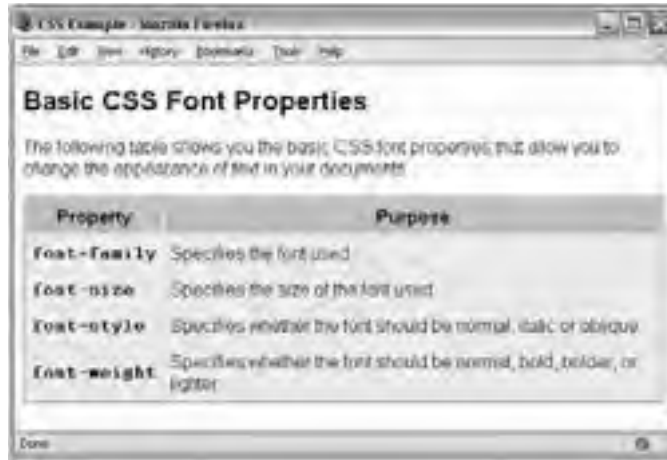 CSS Example - Mozilla Firefox
File Edit View History Bookmarks Tools Help
Basic CSS Font Properties
The following table shows you the basic CSS font properties that allow you to
change the appearance of text in your documents
Property Purpose
font-family Specifies the font used
font-size Specifies the size of the font used
font-style Specifies whether the font should be normal, italic or oblique
font-weight Specifies whether the font should be normal, bold, bolder, or
lighter
Done